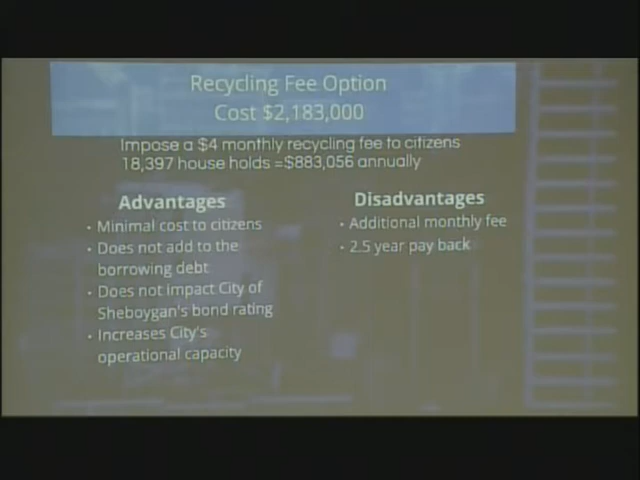 Recycling Fee Option
Cost $2,183,000
Impose a $4 monthly recycling fee to citizens
18,397 house holds =$883,056 annually
Advantages
• Minimal cost to citizens
• Does not add to the
borrowing debt
• Does not impact City of
Sheboygan's bond rating
• Increases City's
operational capacity
Disadvantages
• Additional monthly fee
• 2.5 year pay back